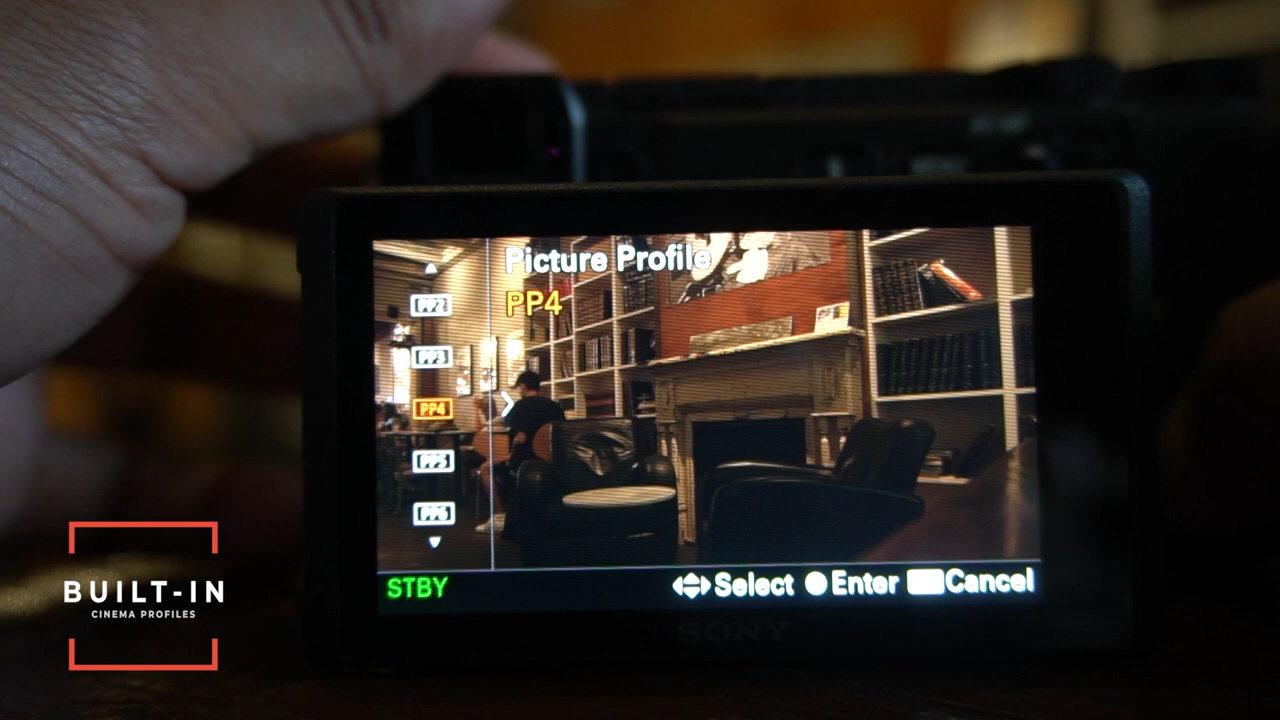 Picture Profile
PP4
PP2
PP3
PP4
PP5
PP6
STBY
Select Enter Cancel
SONY
BUILT-IN
CINEMA PROFILES